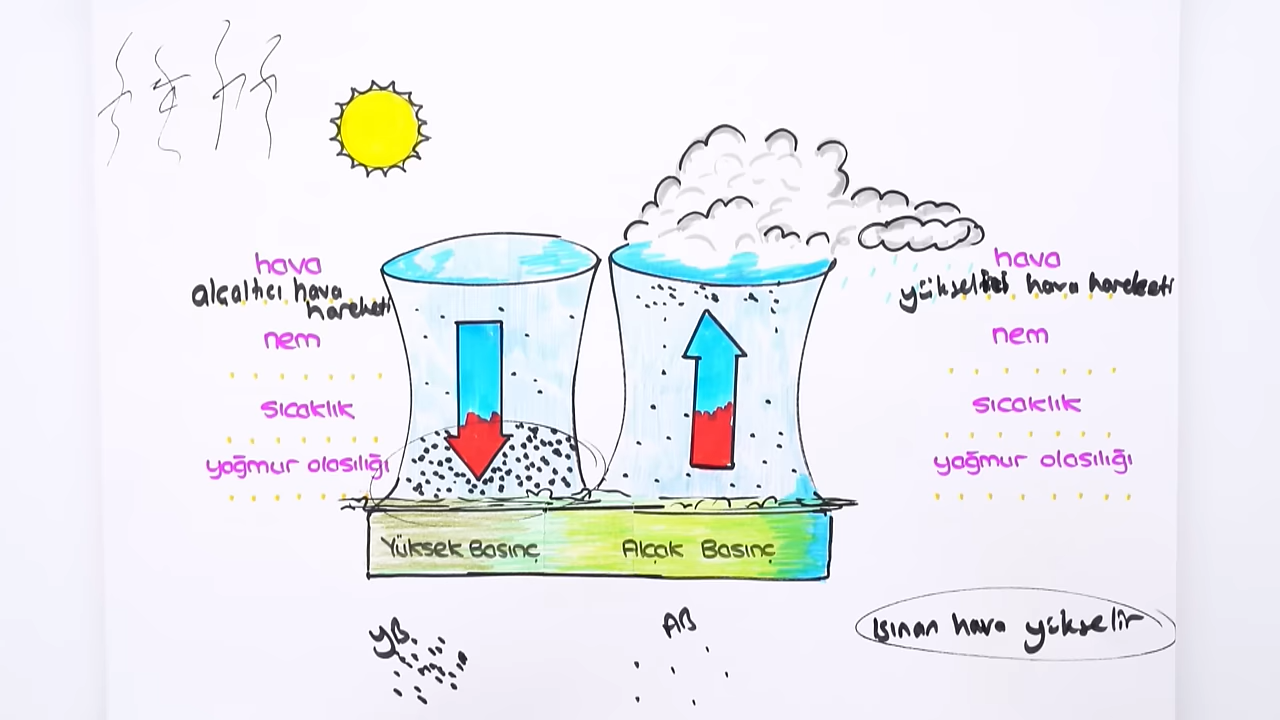 hava
alçaltıcı hava
hareketi
nem
sıcaklık
yağmur olasılığı
hava
yükseltici hava hareketi
nem
sıcaklık
yağmur olasılığı
Yüksek Basınç
Alçak Basınç
YB
AB
Isınan hava yükselir